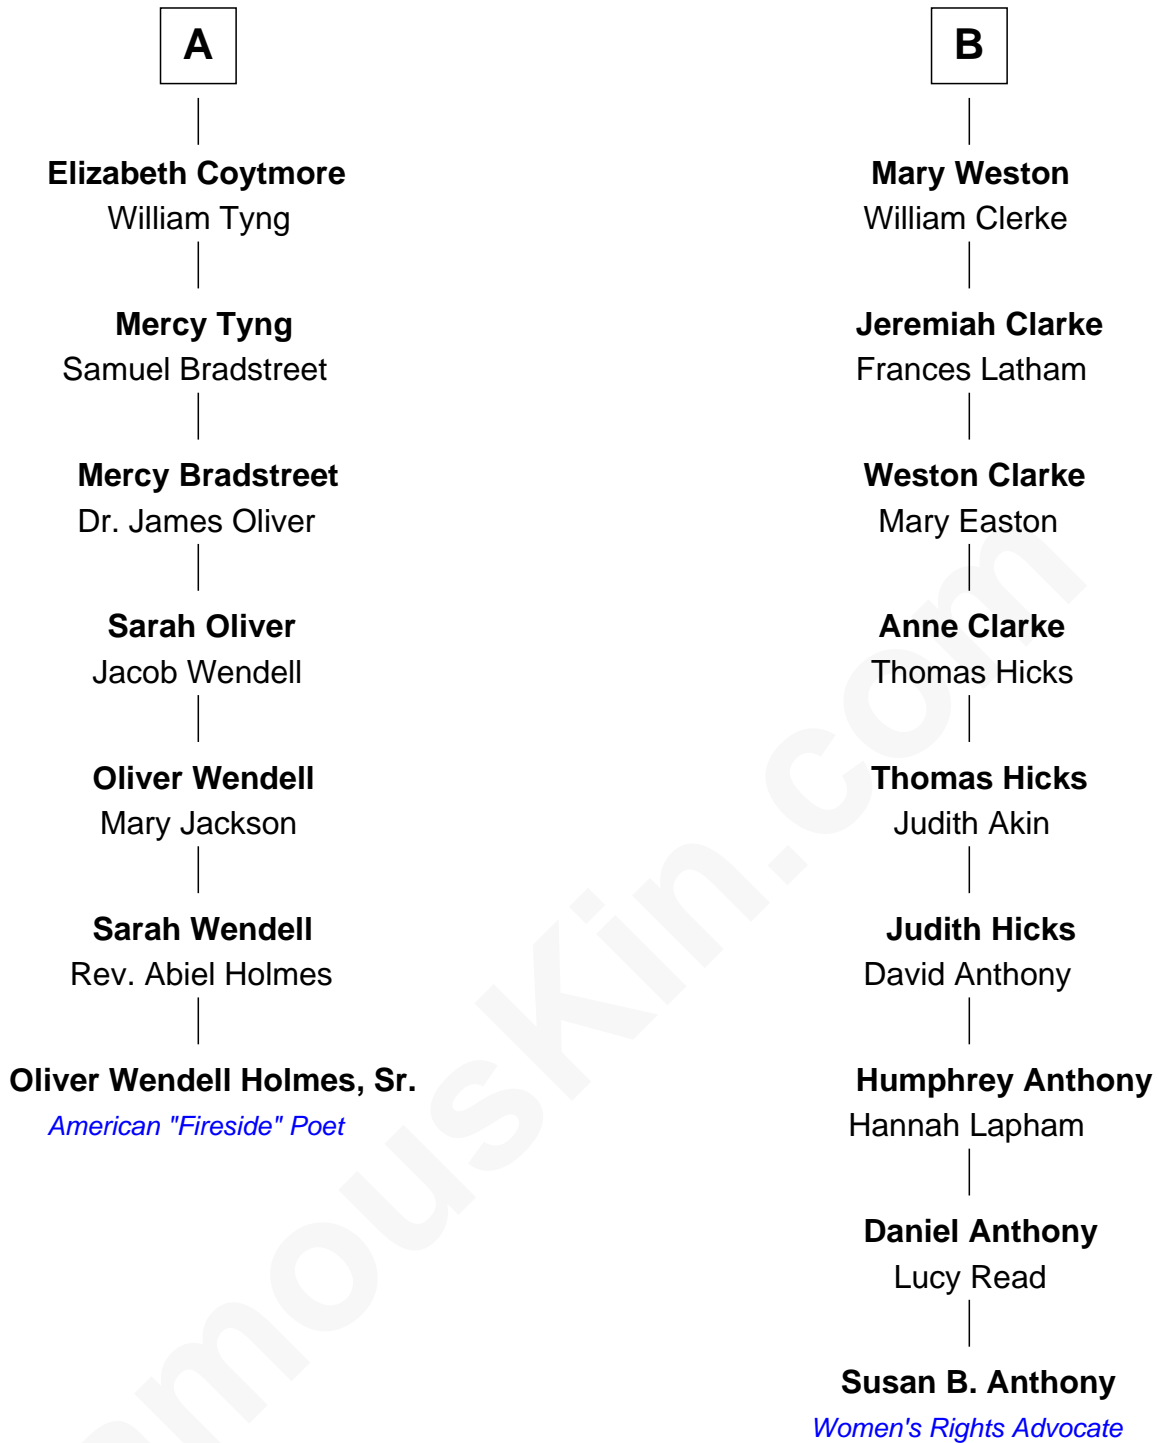 A
Elizabeth Coytmore
William Tyng
Mercy Tyng
Samuel Bradstreet
Mercy Bradstreet
Dr. James Oliver
Sarah Oliver
Jacob Wendell
Oliver Wendell
Mary Jackson
Sarah Wendell
Rev. Abiel Holmes
Oliver Wendell Holmes, Sr.
American "Fireside" Poet
B
Mary Weston
William Clerke
Jeremiah Clarke
Frances Latham
Weston Clarke
Mary Easton
Anne Clarke
Thomas Hicks
Thomas Hicks
Judith Akin
Judith Hicks
David Anthony
Humphrey Anthony
Hannah Lapham
Daniel Anthony
Lucy Read
Susan B. Anthony
Women's Rights Advocate
amouskin.com